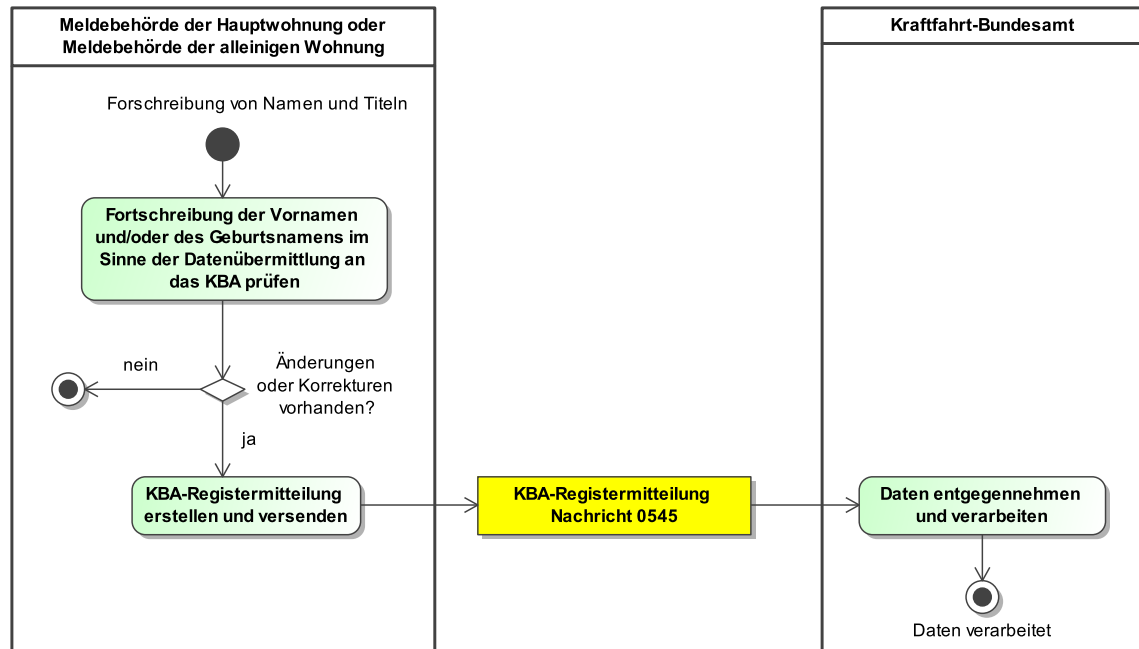 Meldebehörde der Hauptwohnung oder
Meldebehörde der alleinigen Wohnung
Kraftfahrt-Bundesamt
Forschreibung von Namen und Titeln
Fortschreibung der Vornamen
und/oder des Geburtsnamens im
Sinne der Datenübermittlung an
das KBA prüfen
nein
Änderungen
oder Korrekturen
vorhanden?
ja
KBA-Registermitteilung
erstellen und versenden
KBA-Registermitteilung
Nachricht 0545
Daten entgegennehmen
und verarbeiten
Daten verarbeitet